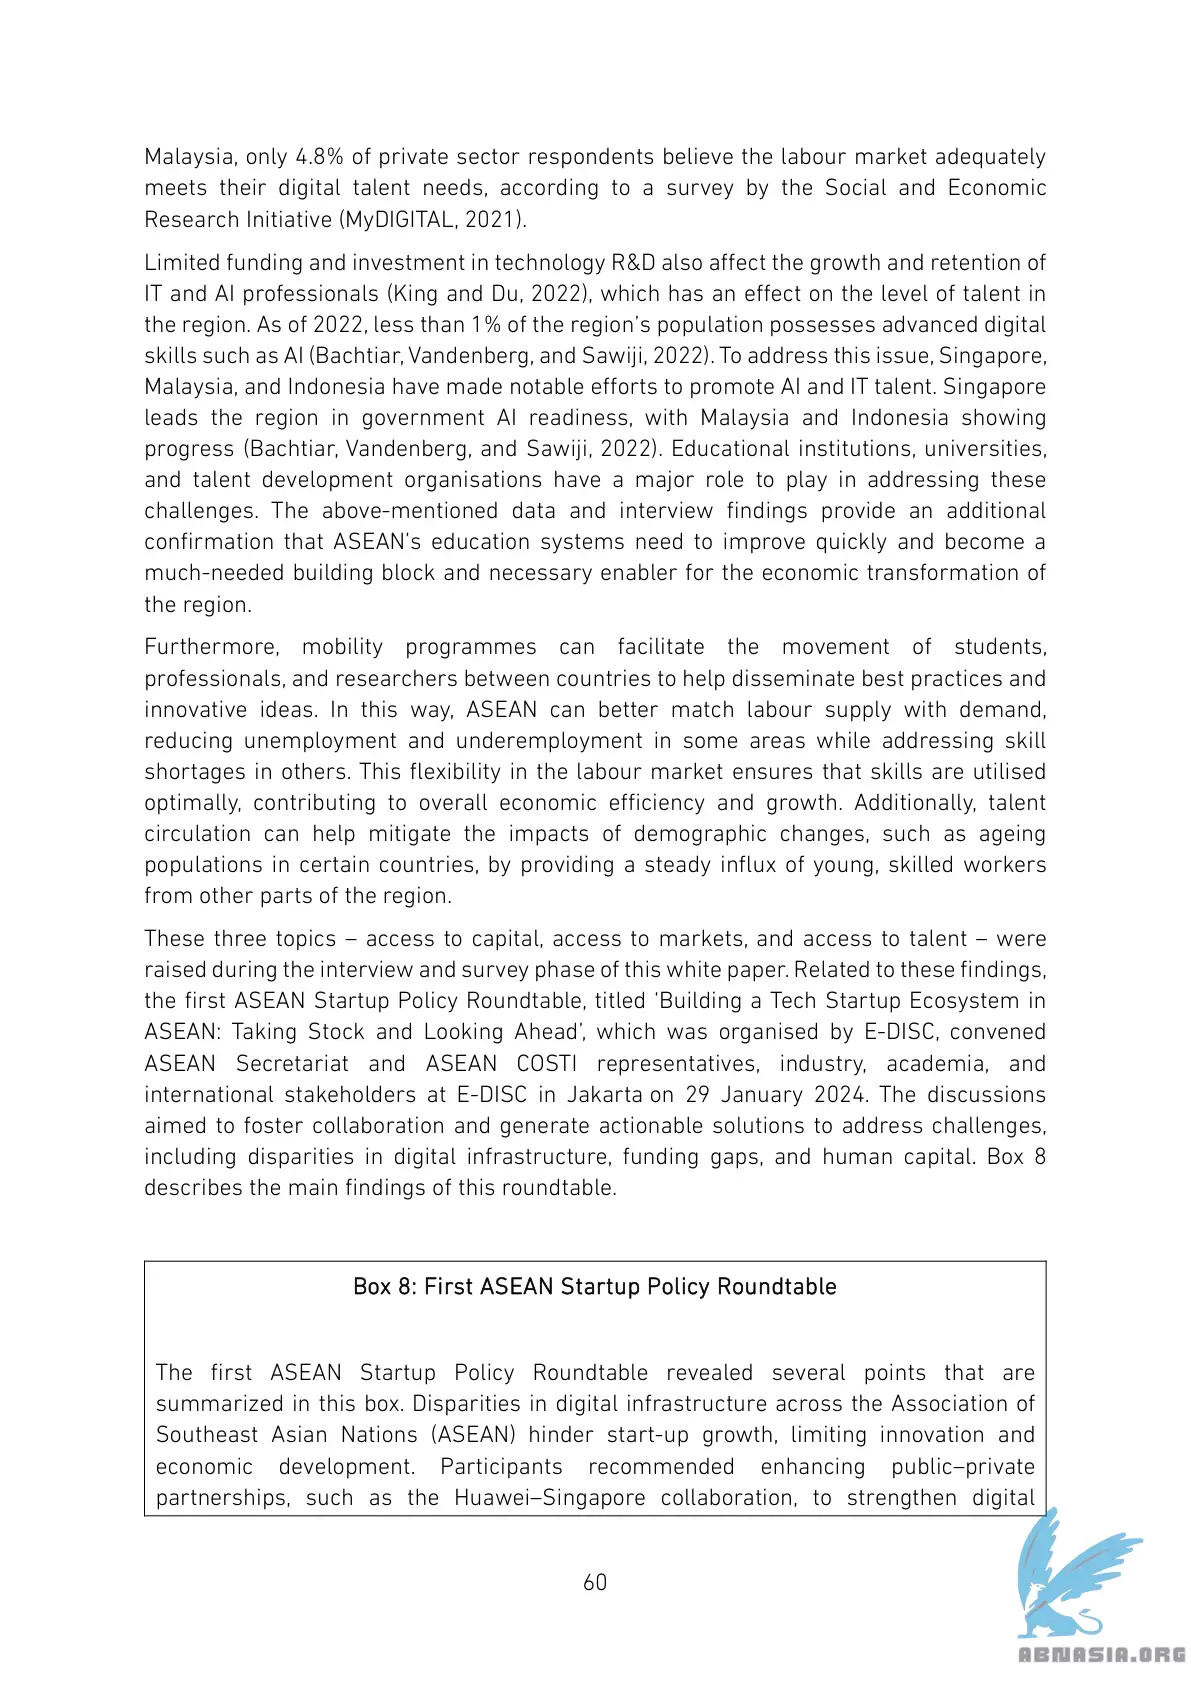 Malaysia, only 4.8% of private sector respondents believe the labour market adequately
meets their digital talent needs, according to a survey by the Social and Economic
Research Initiative (MyDIGITAL, 2021).
Limited funding and investment in technology R&D also affect the growth and retention of
IT and AI professionals (King and Du, 2022), which has an effect on the level of talent in
the region. As of 2022, less than 1% of the region’s population possesses advanced digital
skills such as AI (Bachtiar, Vandenberg, and Sawiji, 2022). To address this issue, Singapore,
Malaysia, and Indonesia have made notable efforts to promote AI and IT talent. Singapore
leads the region in government AI readiness, with Malaysia and Indonesia showing
progress (Bachtiar, Vandenberg, and Sawiji, 2022). Educational institutions, universities,
and talent development organisations have a major role to play in addressing these
challenges. The above-mentioned data and interview findings provide an additional
confirmation that ASEAN’s education systems need to improve quickly and become a
much-needed building block and necessary enabler for the economic transformation of
the region.
Furthermore, mobility programmes can facilitate the movement of students,
professionals, and researchers between countries to help disseminate best practices and
innovative ideas. In this way, ASEAN can better match labour supply with demand,
reducing unemployment and underemployment in some areas while addressing skill
shortages in others. This flexibility in the labour market ensures that skills are utilised
optimally, contributing to overall economic efficiency and growth. Additionally, talent
circulation can help mitigate the impacts of demographic changes, such as ageing
populations in certain countries, by providing a steady influx of young, skilled workers
from other parts of the region.
These three topics – access to capital, access to markets, and access to talent – were
raised during the interview and survey phase of this white paper. Related to these findings,
the first ASEAN Startup Policy Roundtable, titled ‘Building a Tech Startup Ecosystem in
ASEAN: Taking Stock and Looking Ahead’, which was organised by E-DISC, convened
ASEAN Secretariat and ASEAN COSTI representatives, industry, academia, and
international stakeholders at E-DISC in Jakarta on 29 January 2024. The discussions
aimed to foster collaboration and generate actionable solutions to address challenges,
including disparities in digital infrastructure, funding gaps, and human capital. Box 8
describes the main findings of this roundtable.
Box 8: First ASEAN Startup Policy Roundtable
The first ASEAN Startup Policy Roundtable revealed several points that are
summarized in this box. Disparities in digital infrastructure across the Association of
Southeast Asian Nations (ASEAN) hinder start-up growth, limiting innovation and
economic development. Participants recommended enhancing public–private
partnerships, such as the Huawei–Singapore collaboration, to strengthen digital
60
ABNASIA.ORG